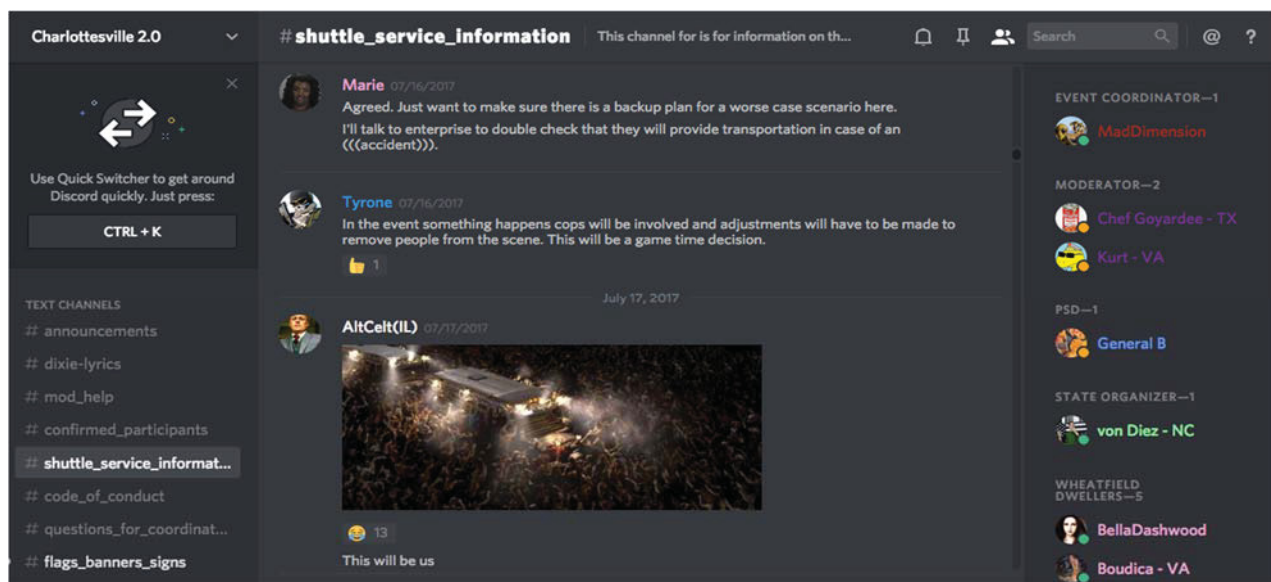 Charlottesville 2.0
Use Quick Switcher to get around
Discord quickly. Just press:
CTRL + K
TEXT CHANNELS
# announcements
# dixie-lyrics
# mod_help
# confirmed_participants
# shuttle_service_informat...
# code_of_conduct
# questions_for_coordinat...
# flags_banners_signs
#shuttle_service_information
This channel for is for information on th...
Search
@
?
Marie 07/16/2017
Agreed. Just want to make sure there is a backup plan for a worse case scenario here.
I'll talk to enterprise to double check that they will provide transportation in case of an
(((accident))).
Tyrone 07/16/2017
In the event something happens cops will be involved and adjustments will have to be made to
remove people from the scene. This will be a game time decision.
1
July 17, 2017
AltCelt(IL) 07/17/2017
13
This will be us
EVENT COORDINATOR—1
MadDimension
MODERATOR—2
Chef Goyardee - TX
Kurt - VA
PSD—1
General B
STATE ORGANIZER—1
von Diez - NC
WHEATFIELD
DWELLERS—5
BellaDashwood
Boudica - VA